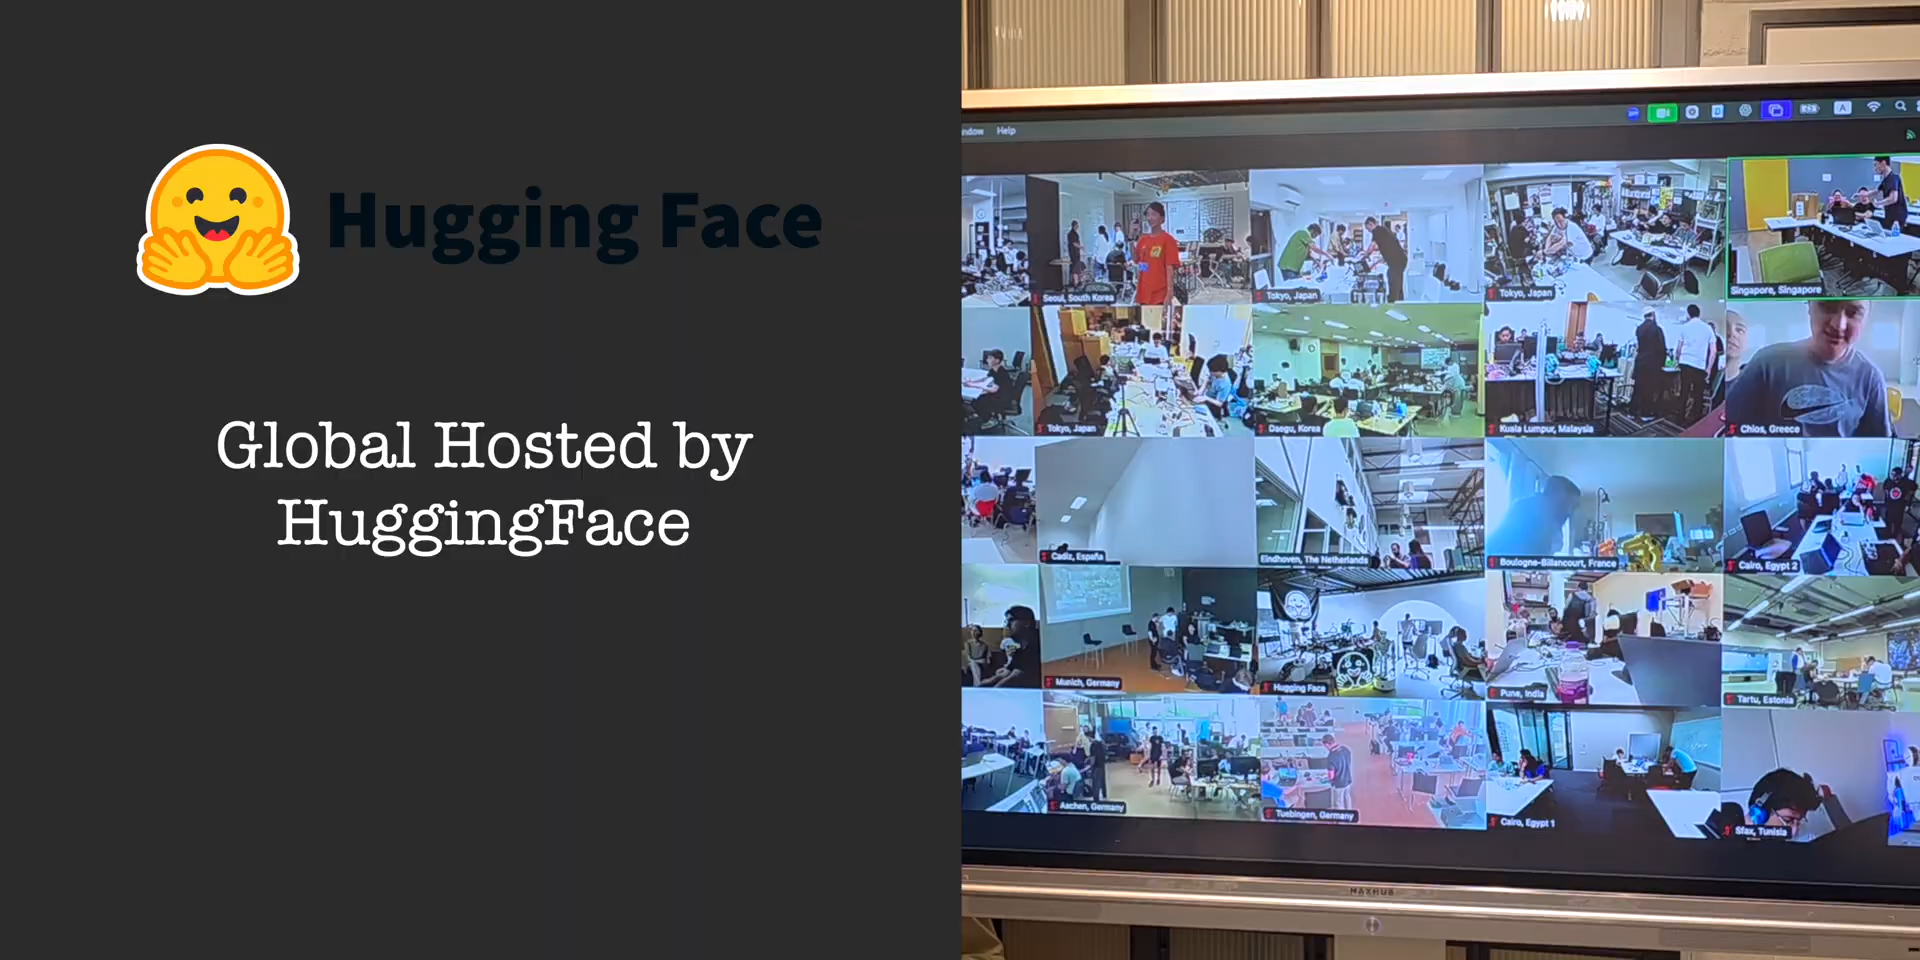 Hugging Face
Global Hosted by
HuggingFace
Help
Seoul, South Korea
Tokyo, Japan
Tokyo, Japan
Singapore, Singapore
Tokyo, Japan
Daegu, Korea
Kuala Lumpur, Malaysia
Chios, Greece
Cadiz, España
Eindhoven, The Netherlands
Boulogne-Billancourt, France
Cairo, Egypt 2
Munich, Germany
Hugging Face
Pune, India
Tartu, Estonia
Aachen, Germany
Tuebingen, Germany
Cairo, Egypt 1
Sfax, Tunisia
MAXHUB